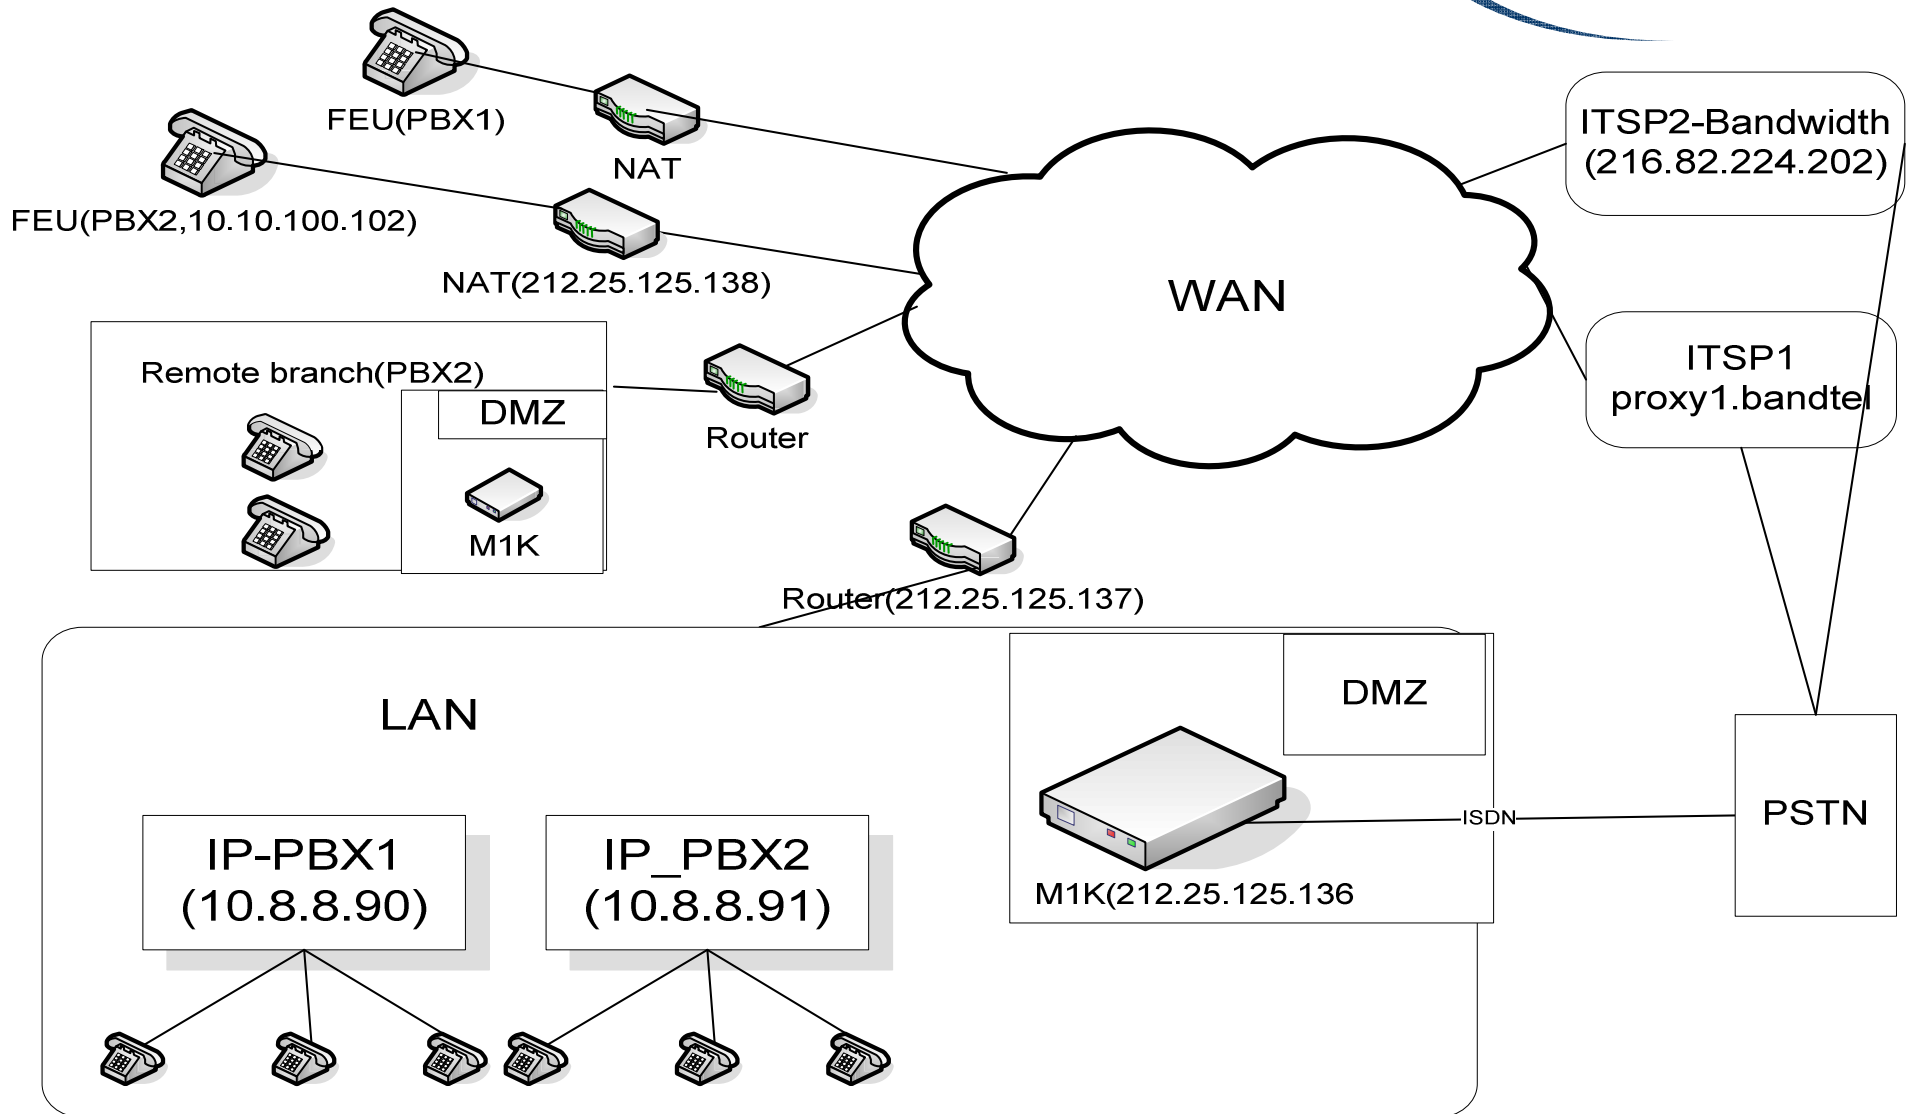 FEU(PBX1)
NAT
FEU(PBX2,10.10.100.102)
NAT(212.25.125.138)
WAN
ITSP2-Bandwidth
(216.82.224.202)
ITSP1
proxy1.bandtel
Remote branch(PBX2)
DMZ
M1K
Router
Router(212.25.125.137)
LAN
DMZ
IP-PBX1
(10.8.8.90)
IP_PBX2
(10.8.8.91)
M1K(212.25.125.136
ISDN
PSTN